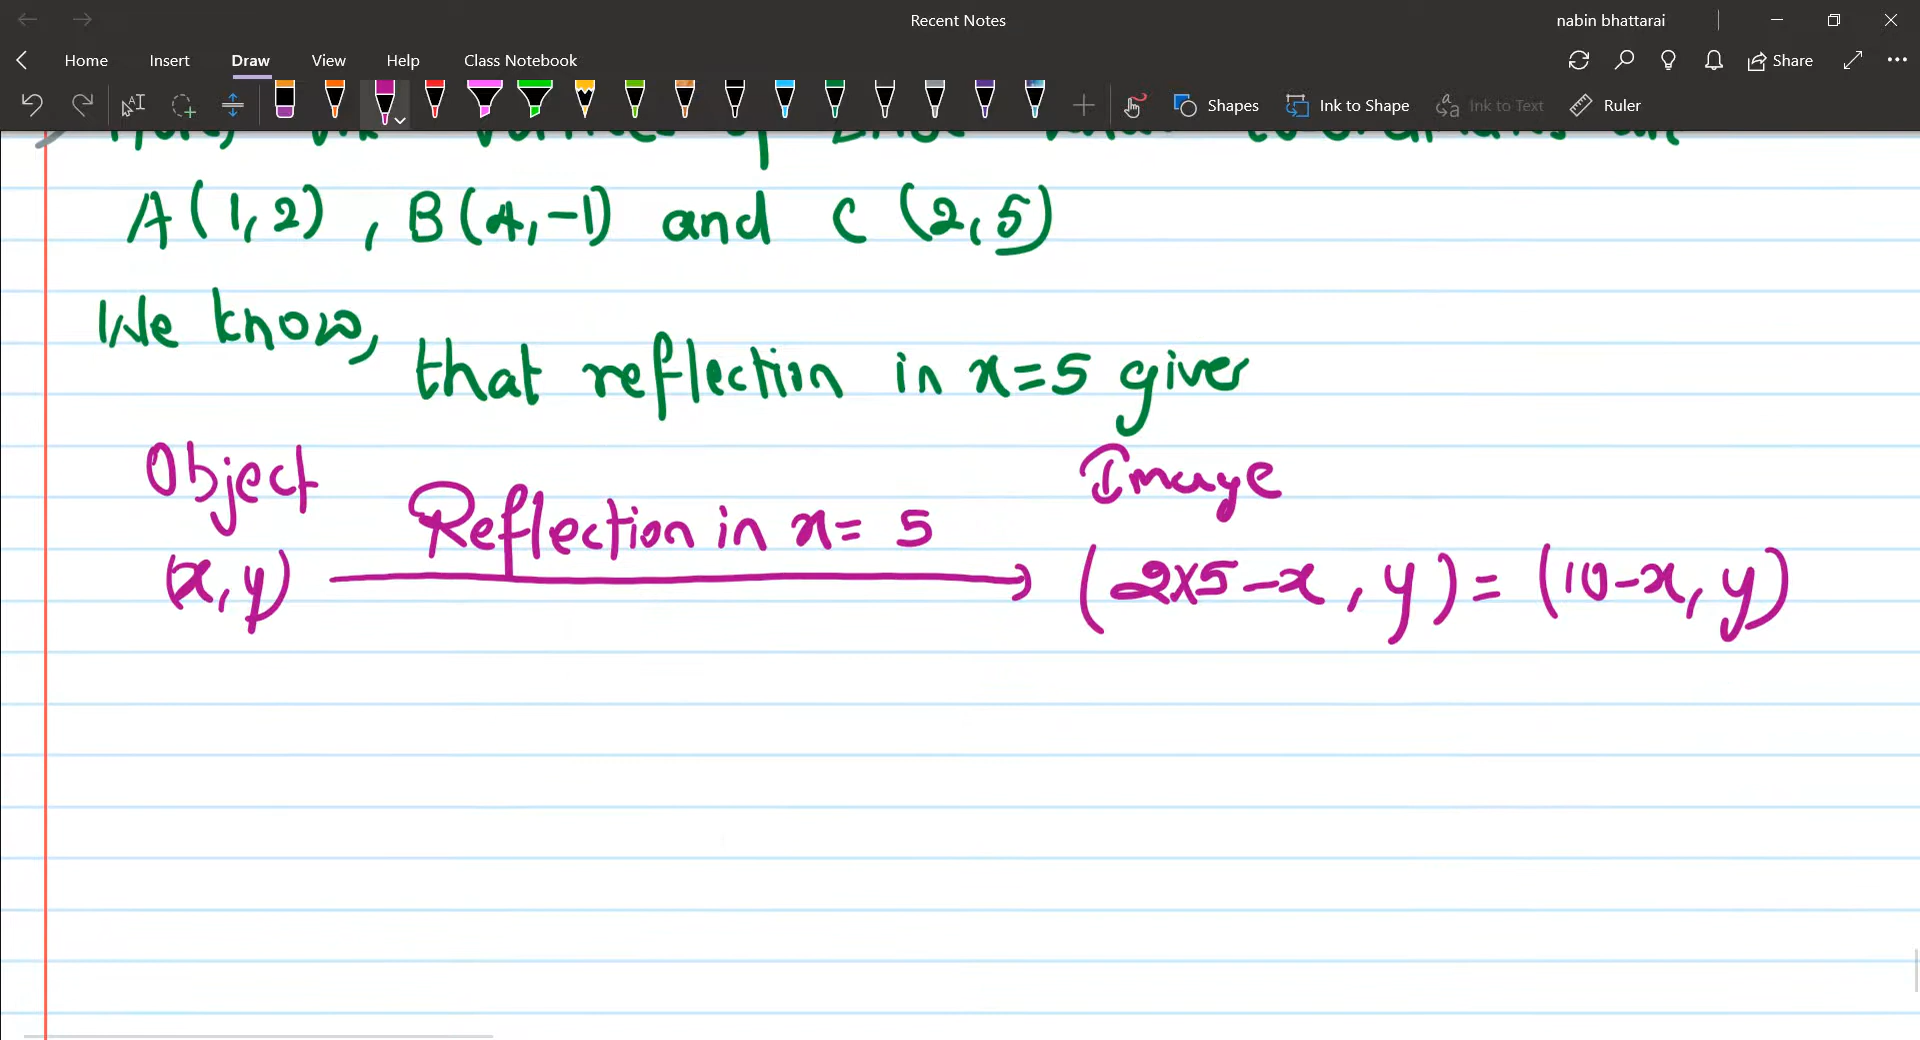 Recent Notes
nabin bhattarai
Home Insert Draw View Help Class Notebook
Share
Shapes Ink to Shape Ink to Text Ruler
A(1,2), B(4,-1) and C (2,5)
We know,
that reflection in x=5 gives
Object
Image
Reflection in x= 5
(x,y)
(2x5-x, y) = (10-x, y)